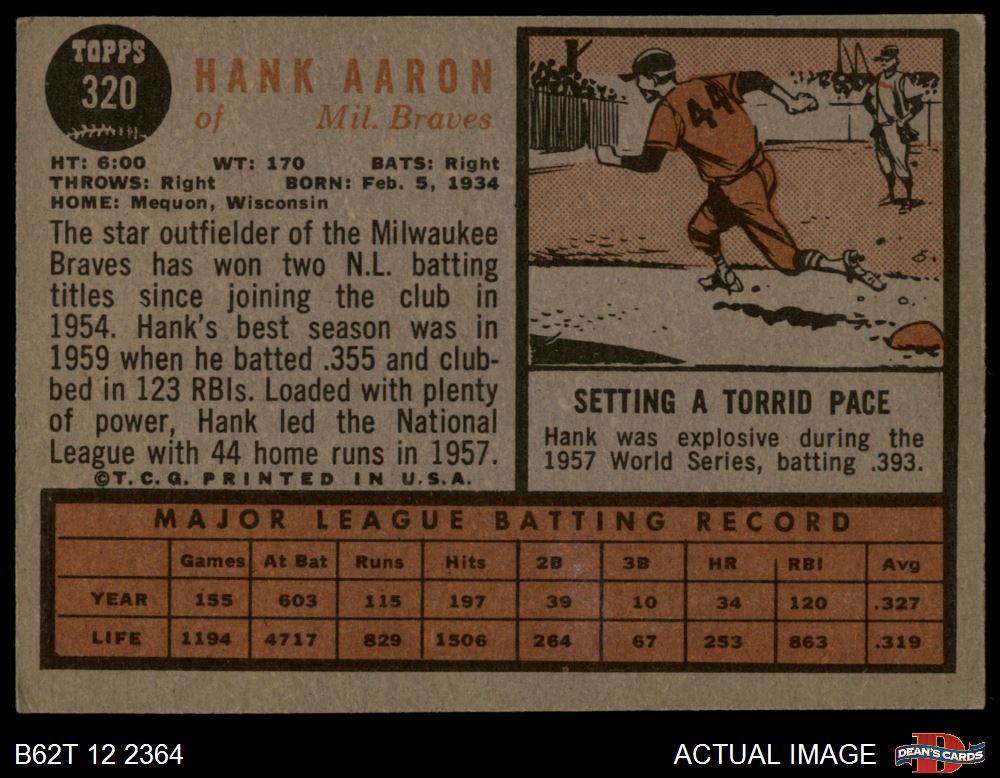 TOPPS
320
HANK AARON
of Mil. Braves
HT: 6:00 WT: 170 BATS: Right
THROWS: Right BORN: Feb. 5, 1934
HOME: Mequon, Wisconsin
The star outfielder of the Milwaukee
Braves has won two N.L. batting
titles since joining the club in
1954. Hank's best season was in
1959 when he batted .355 and club-
bed in 123 RBIs. Loaded with plenty
of power, Hank led the National
League with 44 home runs in 1957.
©T.C.G. PRINTED IN U.S.A.
44
SETTING A TORRID PACE
Hank was explosive during the
1957 World Series, batting .393.
MAJOR LEAGUE BATTING RECORD
Games At Bat Runs Hits 2B 3B HR RBI Avg
YEAR 155 603 115 197 39 10 34 120 .327
LIFE 1194 4717 829 1506 264 67 253 863 .319
B62T 12 2364
ACTUAL IMAGE
DEAN'S CARDS